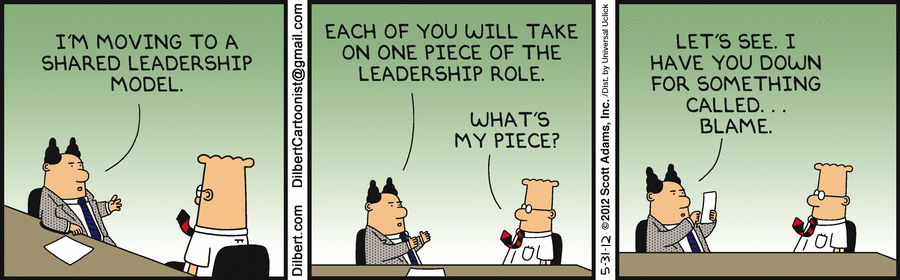 I'M MOVING TO A
SHARED LEADERSHIP
MODEL.
Dilbert.com DilbertCartoonist@gmail.com
EACH OF YOU WILL TAKE
ON ONE PIECE OF THE
LEADERSHIP ROLE.
WHAT'S
MY PIECE?
5-31-12 © 2012 Scott Adams, Inc. /Dist. by Universal Uclick
LET'S SEE. I
HAVE YOU DOWN
FOR SOMETHING
CALLED. . .
BLAME.